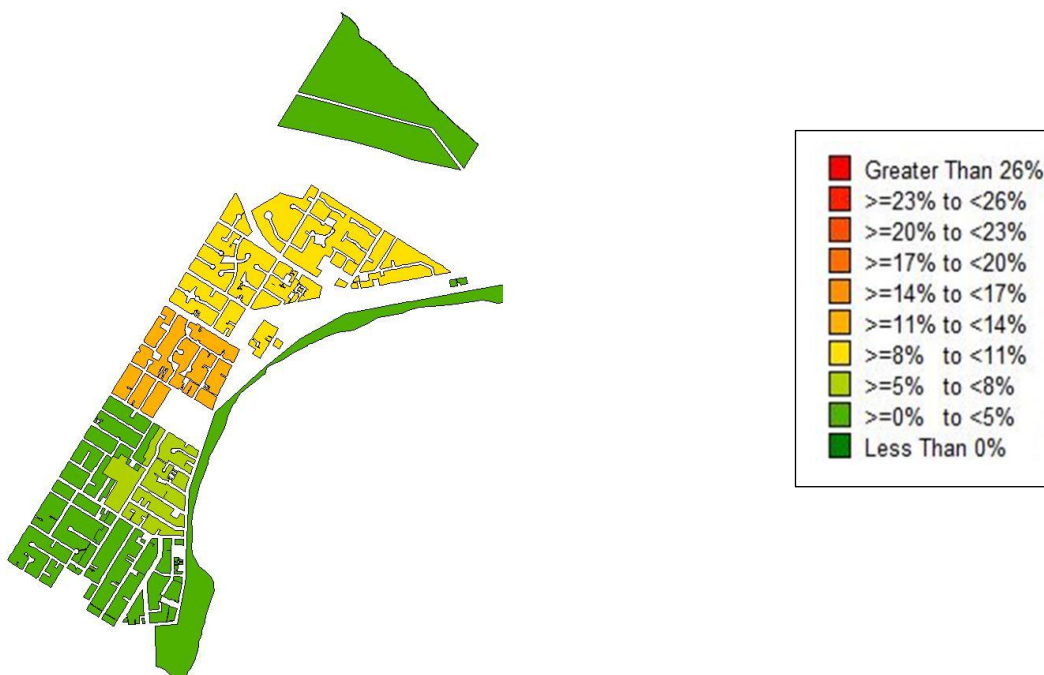 Greater Than 26%
>=23% to <26%
>=20% to <23%
>=17% to <20%
>=14% to <17%
>=11% to <14%
>=8% to <11%
>=5% to <8%
>=0% to <5%
Less Than 0%